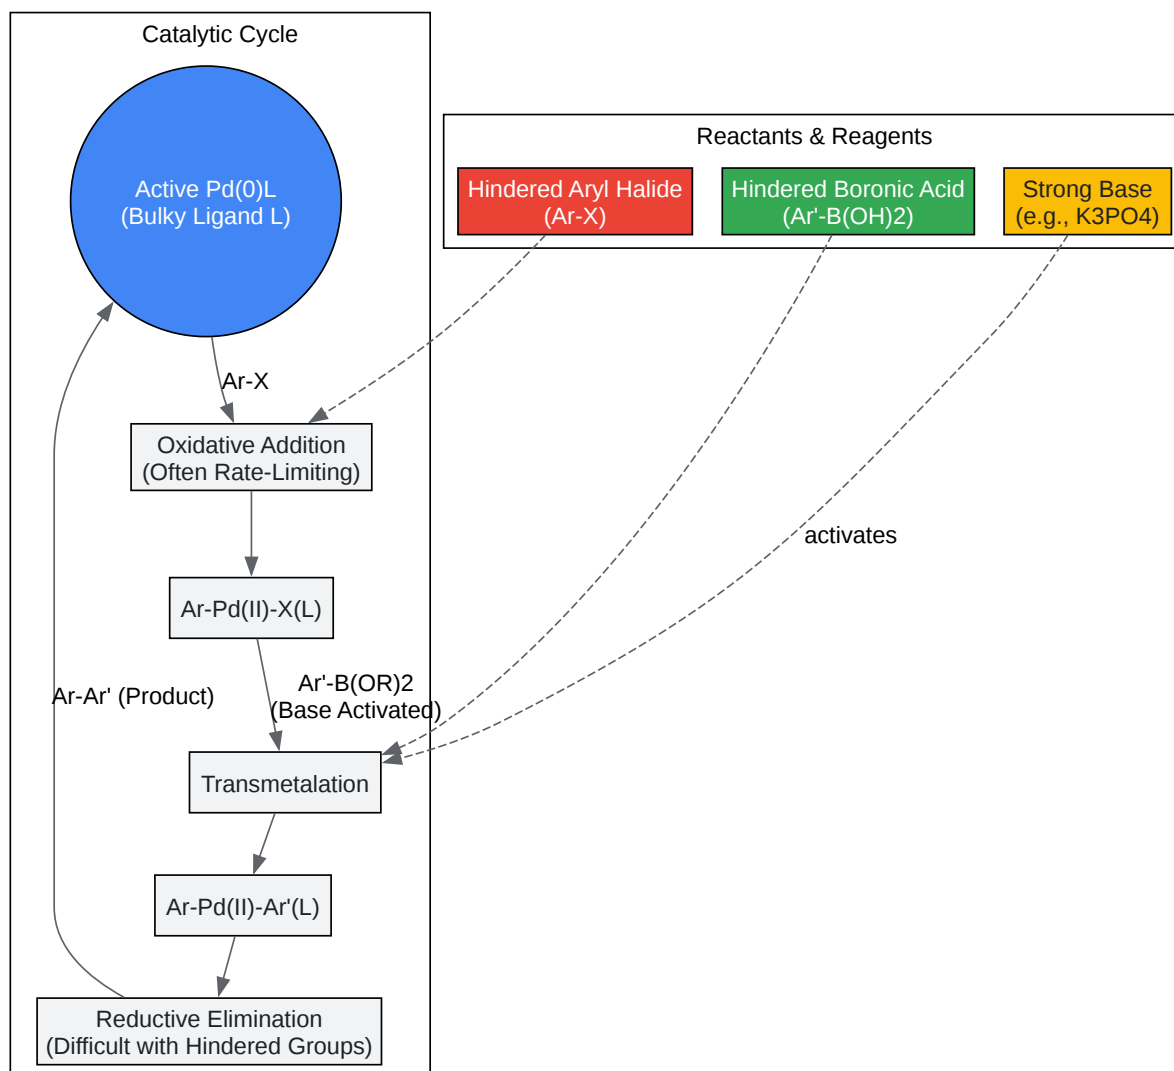 Catalytic Cycle
Active Pd(0)L
(Bulky Ligand L)
Reactants & Reagents
Hindered Aryl Halide
(Ar-X)
Hindered Boronic Acid
(Ar'-B(OH)2)
Strong Base
(e.g., K3PO4)
Ar-X
Oxidative Addition
(Often Rate-Limiting)
activates
Ar-Pd(II)-X(L)
Ar-Ar' (Product)
Ar'-B(OR)2
(Base Activated)
Transmetalation
Ar-Pd(II)-Ar'(L)
Reductive Elimination
(Difficult with Hindered Groups)